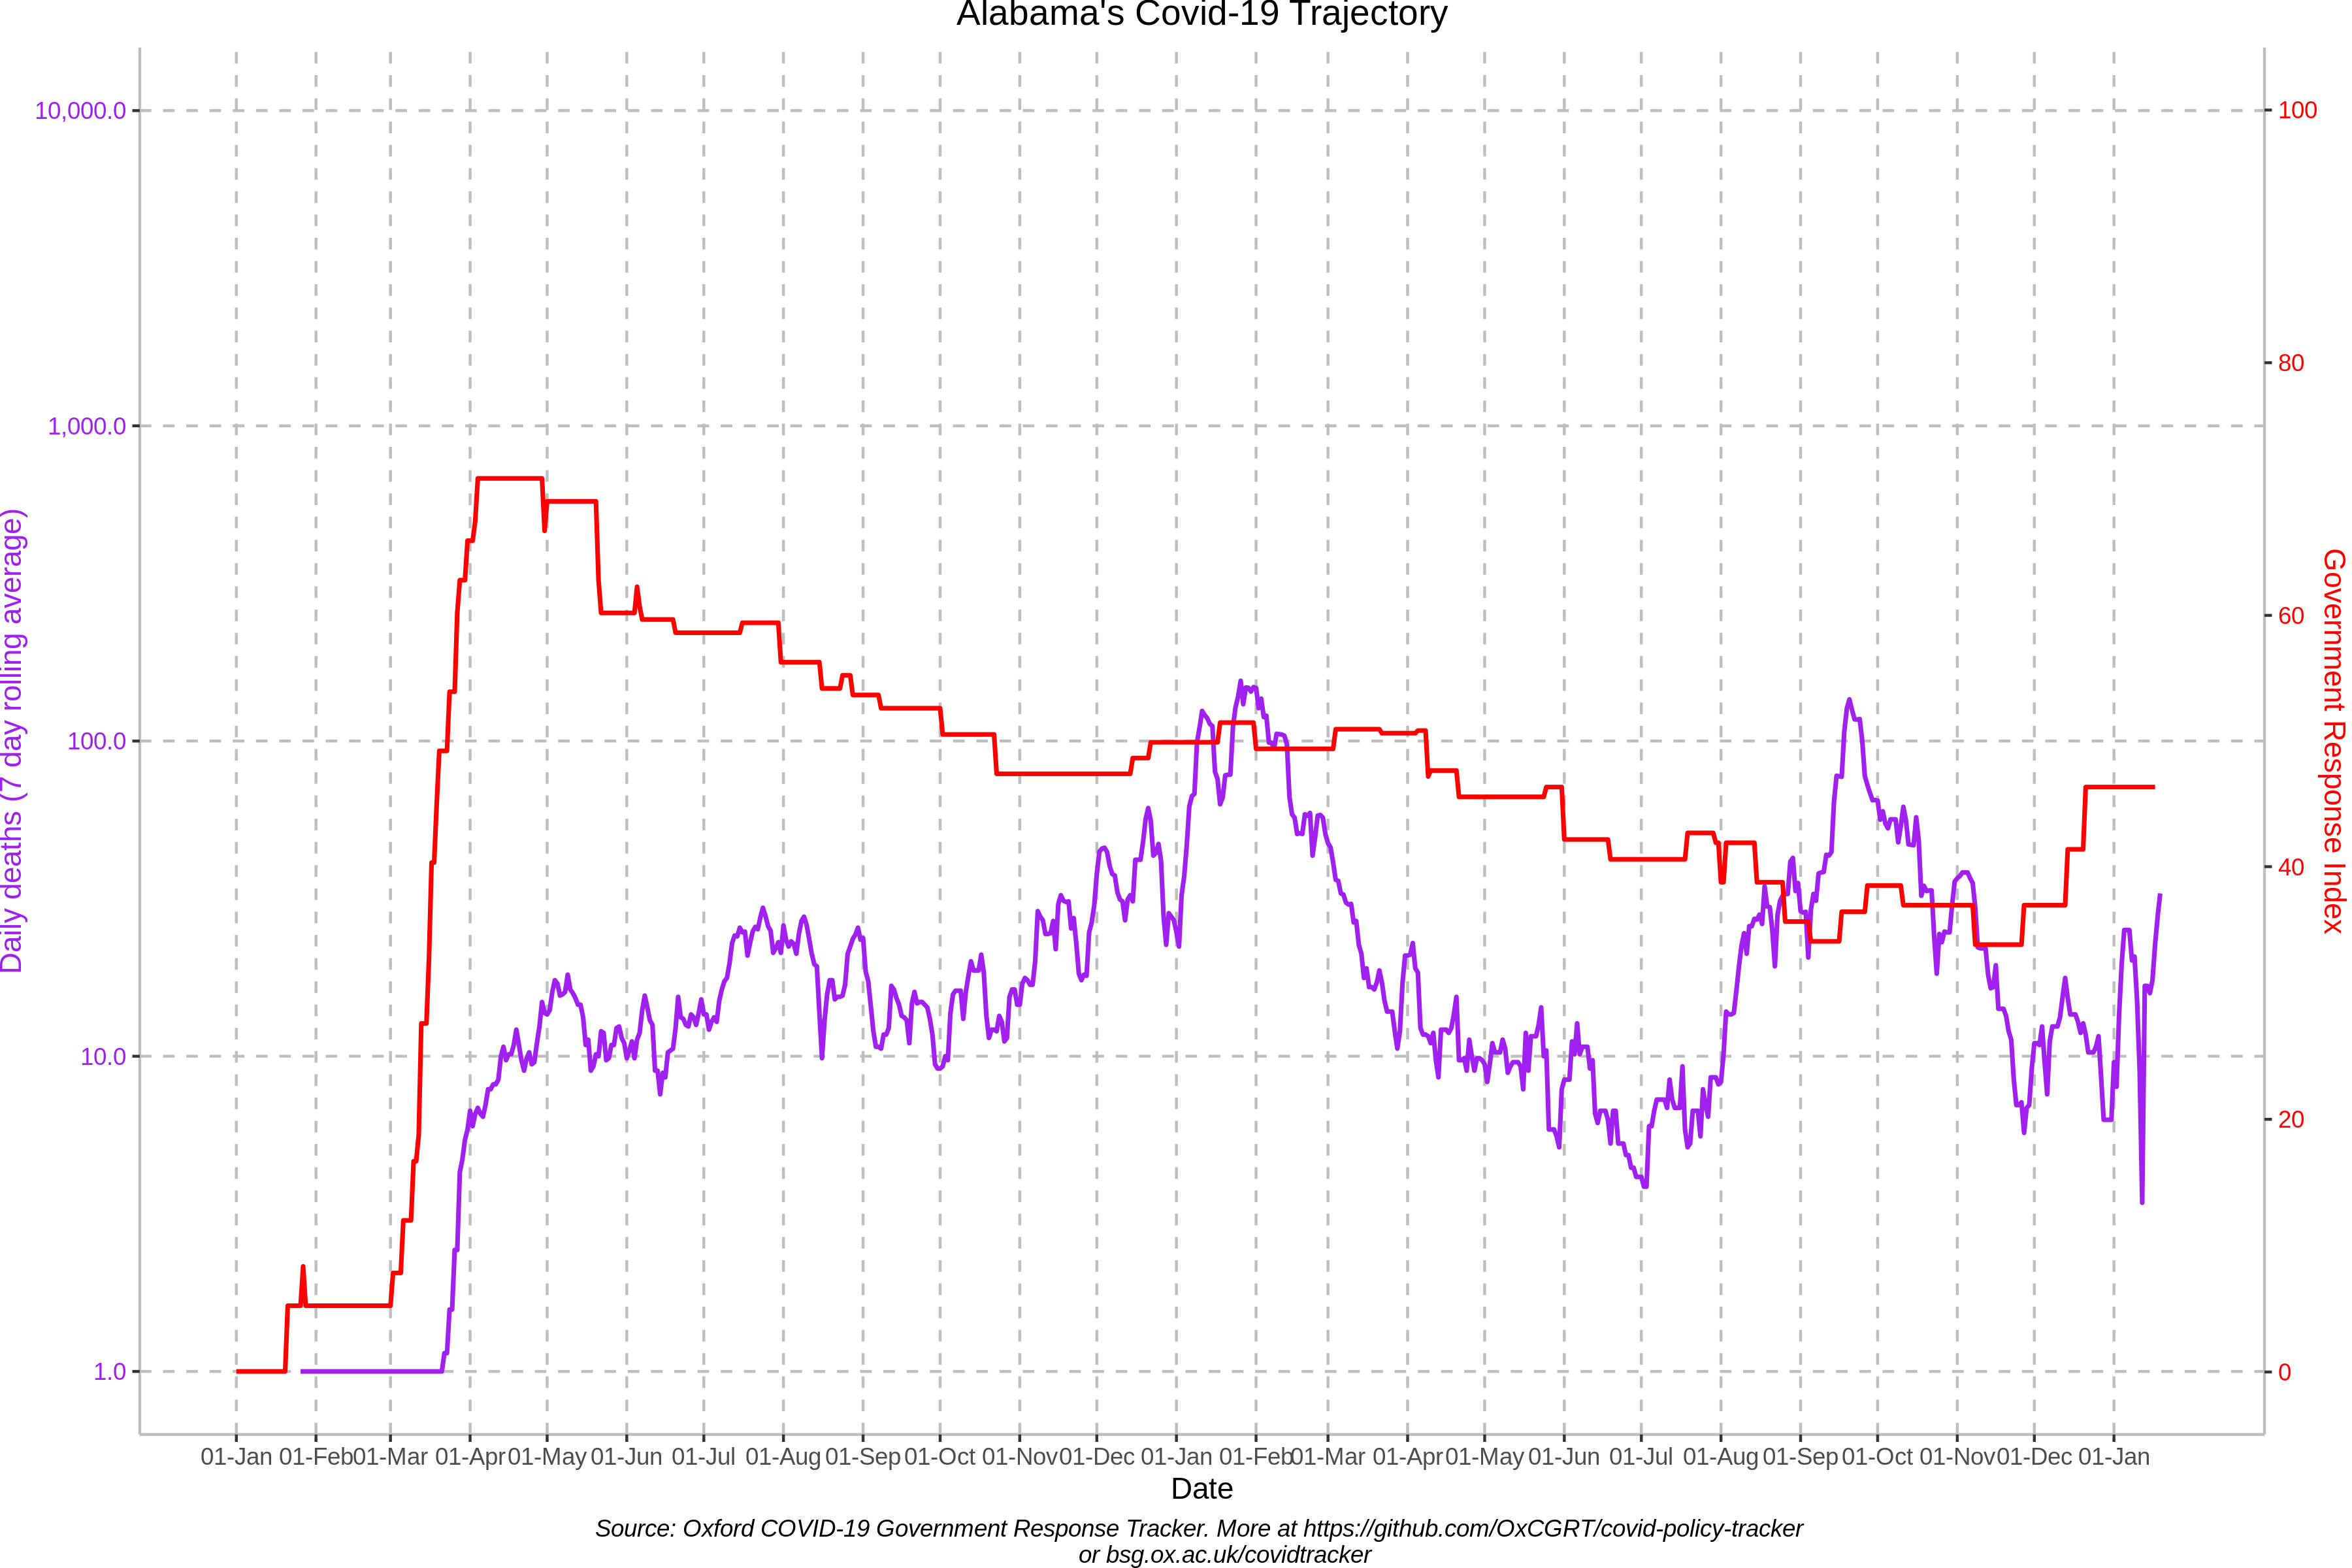 Alabama's Covid-19 Trajectory
10,000.0
1,000.0
100.0
10.0
1.0
Daily deaths (7 day rolling average)
100
80
60
40
20
0
Government Response Index
01-Jan 01-Feb 01-Mar 01-Apr 01-May 01-Jun 01-Jul 01-Aug 01-Sep 01-Oct 01-Nov 01-Dec 01-Jan 01-Feb 01-Mar 01-Apr 01-May 01-Jun 01-Jul 01-Aug 01-Sep 01-Oct 01-Nov 01-Dec 01-Jan
Date
Source: Oxford COVID-19 Government Response Tracker. More at https://github.com/OxCGRT/covid-policy-tracker
or bsg.ox.ac.uk/covidtracker